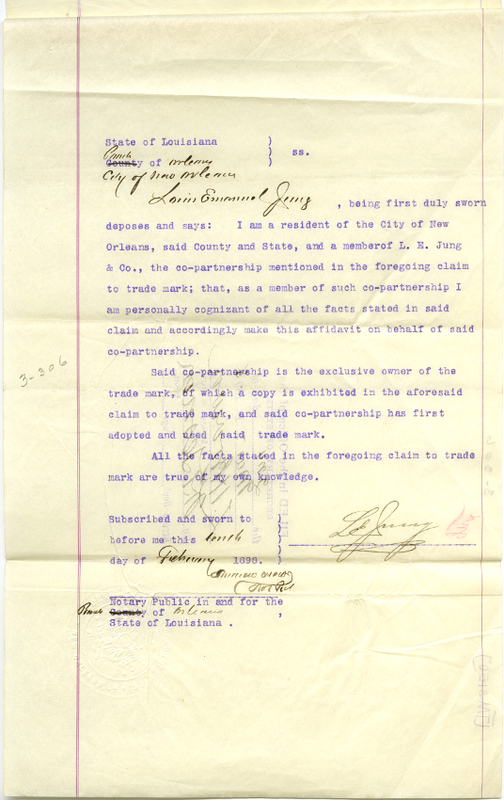 State of Louisiana )
Parish
County of Orleans ) ss.
City of New Orleans )
Louis Emanuel Jung , being first duly sworn
deposes and says: I am a resident of the City of New
Orleans, said County and State, and a memberof L. E. Jung
& Co., the co-partnership mentioned in the foregoing claim
to trade mark; that, as a member of such co-partnership I
am personally cognizant of all the facts stated in said
claim and accordingly make this affidavit on behalf of said
co-partnership.
3-306
Said co-partnership is the exclusive owner of the
trade mark, of which a copy is exhibited in the aforesaid
claim to trade mark, and said co-partnership has first
adopted and used said trade mark.
All the facts stated in the foregoing claim to trade
mark are true of my own knowledge.
Subscribed and sworn to )
before me this tenth )
day of February 1898. )
L E Jung
Not Pub
Notary Public in and for the
Parish County of Orleans ,
State of Louisiana .